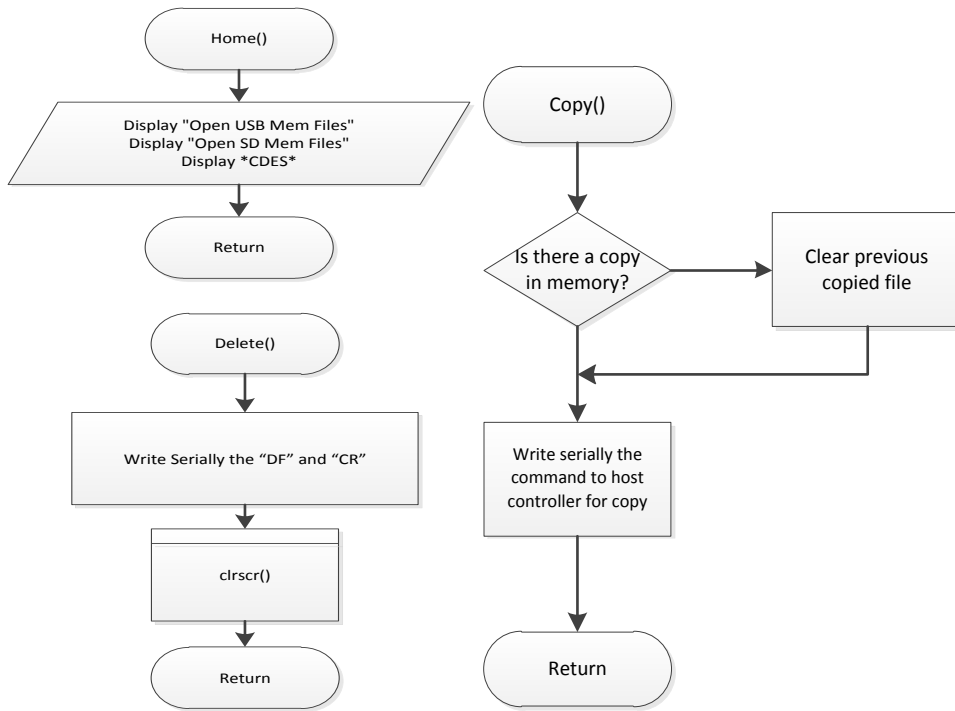 Home()
Display "Open USB Mem Files"
Display "Open SD Mem Files"
Display *CDES*
Return
Delete()
Write Serially the “DF” and “CR”
clrscr()
Return
Copy()
Is there a copy
in memory?
Clear previous
copied file
Write serially the
command to host
controller for copy
Return